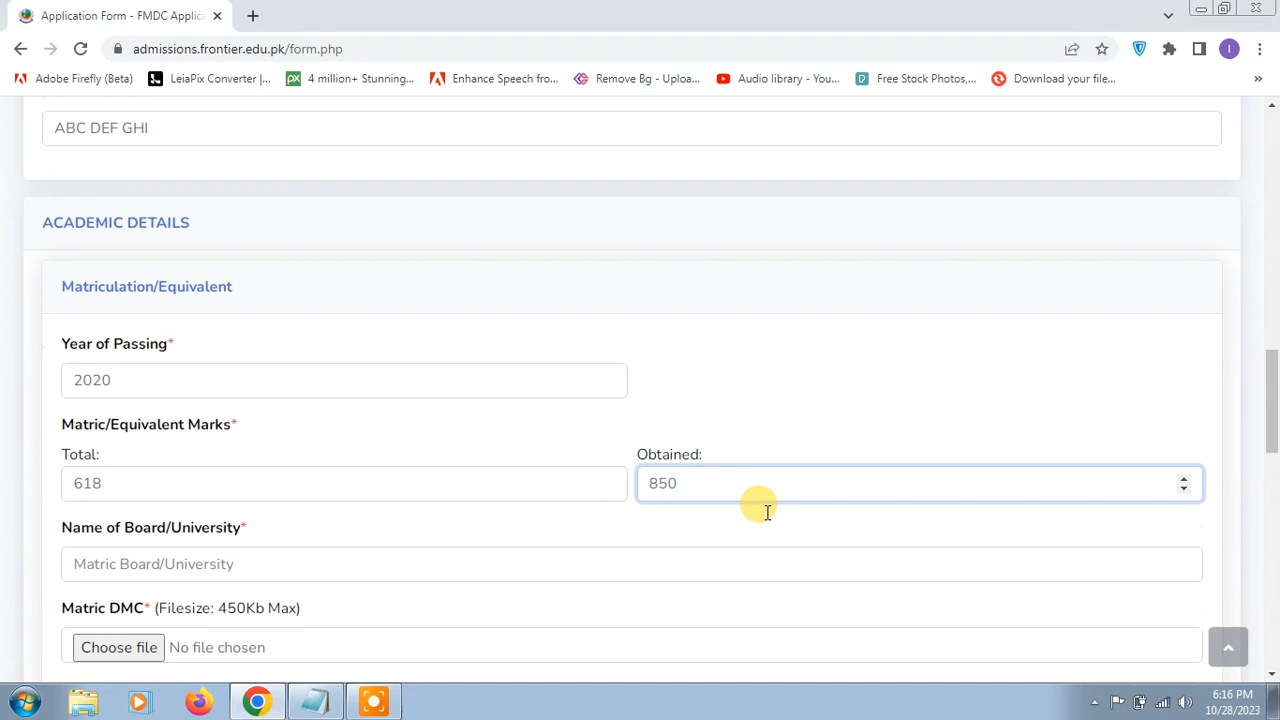 Application Form - FMDC Applica
admissions.frontier.edu.pk/form.php
I
Adobe Firefly (Beta)
LeiaPix Converter |...
px
4 million+ Stunning...
Enhance Speech fro...
Remove Bg - Uploa...
Audio library - You...
Free Stock Photos,...
Download your file...
»
ABC DEF GHI
ACADEMIC DETAILS
Matriculation/Equivalent
Year of Passing*
2020
Matric/Equivalent Marks*
Total: Obtained:
618 850
Name of Board/University*
Matric Board/University
Matric DMC* (Filesize: 450Kb Max)
Choose file No file chosen
6:16 PM
10/28/2023